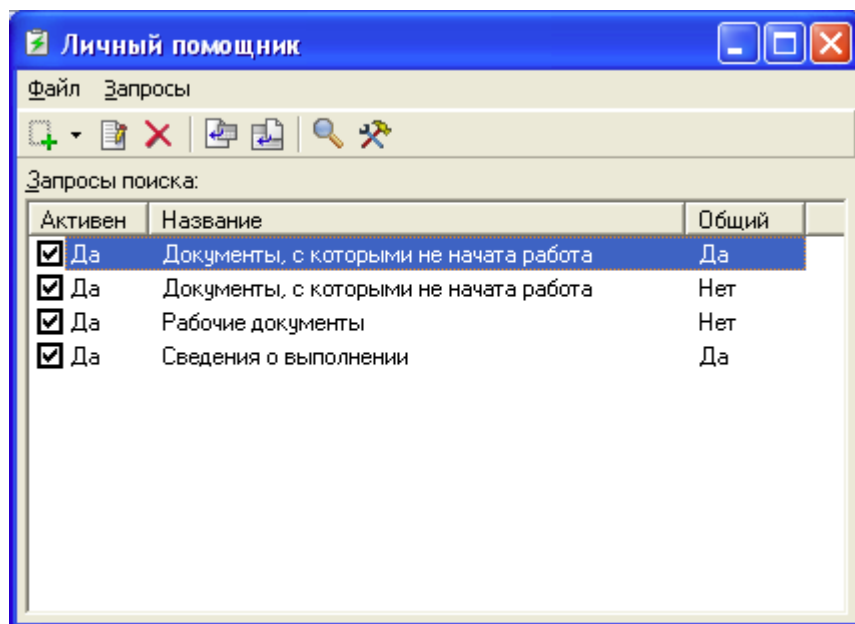 Личный помощник
Файл Запросы
Запросы поиска:
Активен Название Общий
Да Документы, с которыми не начата работа Да
Да Документы, с которыми не начата работа Нет
Да Рабочие документы Нет
Да Сведения о выполнении Да